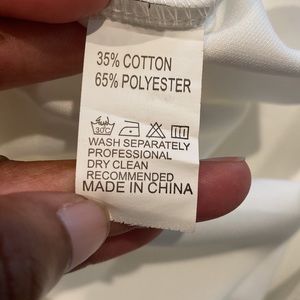 35% COTTON
65% POLYESTER
30°C
WASH SEPARATELY
PROFESSIONAL
DRY CLEAN
RECOMMENDED
MADE IN CHINA